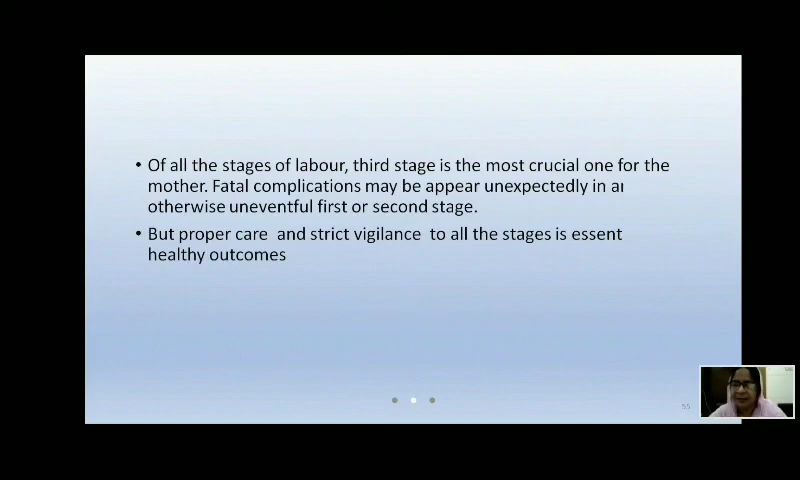 • Of all the stages of labour, third stage is the most crucial one for the
mother. Fatal complications may be appear unexpectedly in
otherwise uneventful first or second stage.
• But proper care and strict vigilance to all the stages is essent
healthy outcomes
55